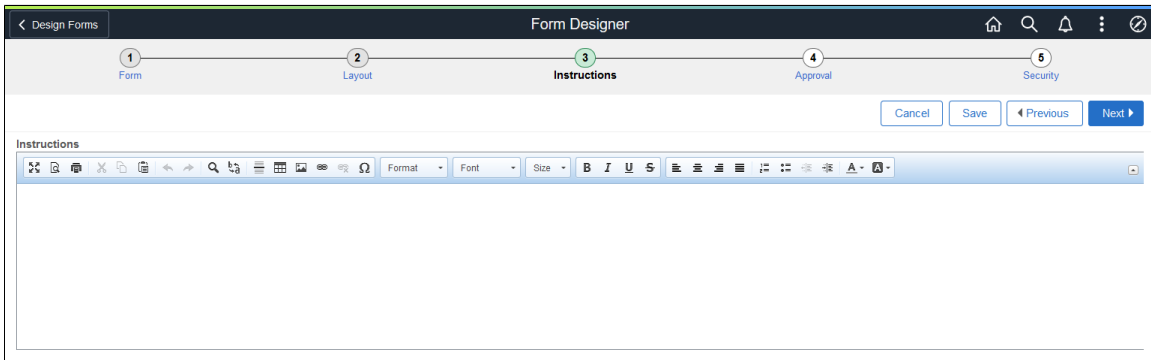 Design Forms
Form Designer
1
2
3
4
5
Form
Layout
Instructions
Approval
Security
Cancel
Save
Previous
Next
Instructions
Format
Font
Size
B I U S
A A